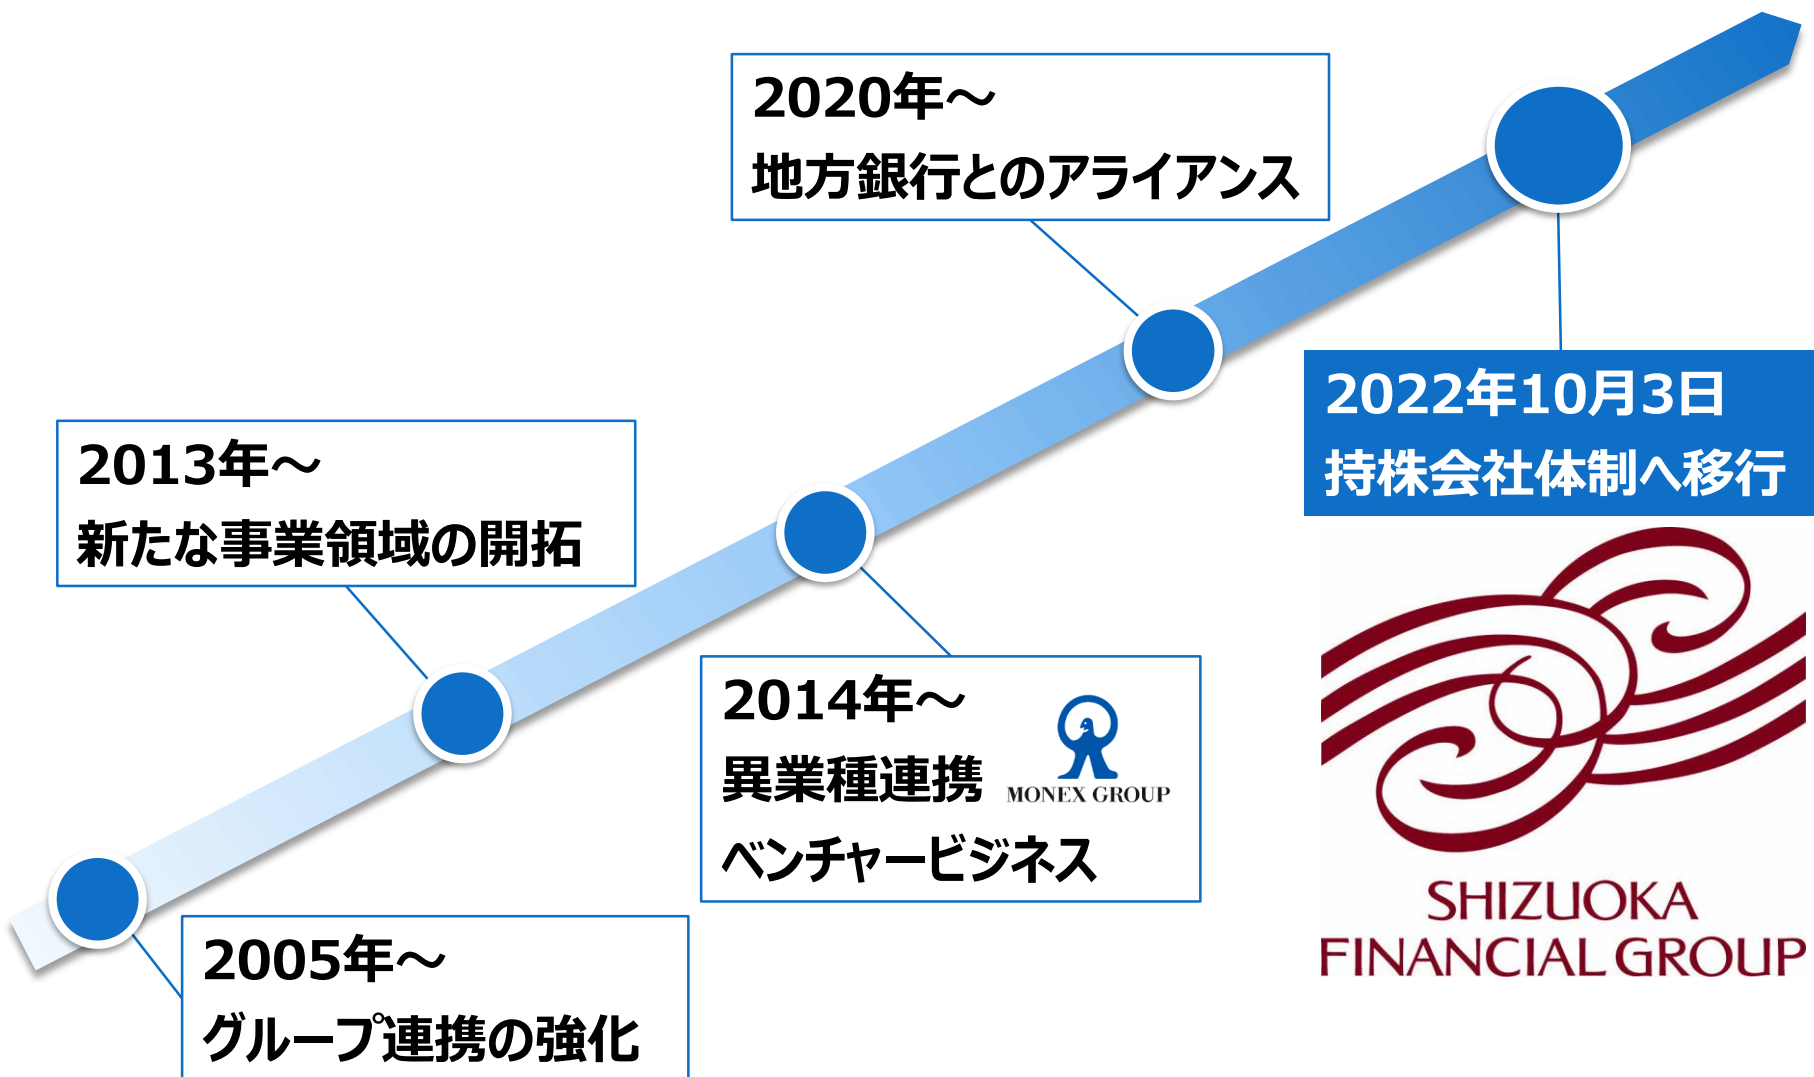 2020年～
地方銀行とのアライアンス
2022年10月3日
持株会社体制へ移行
2013年～
新たな事業領域の開拓
2014年～
異業種連携
MONEX GROUP
ベンチャービジネス
2005年～
グループ連携の強化
SHIZUOKA
FINANCIAL GROUP